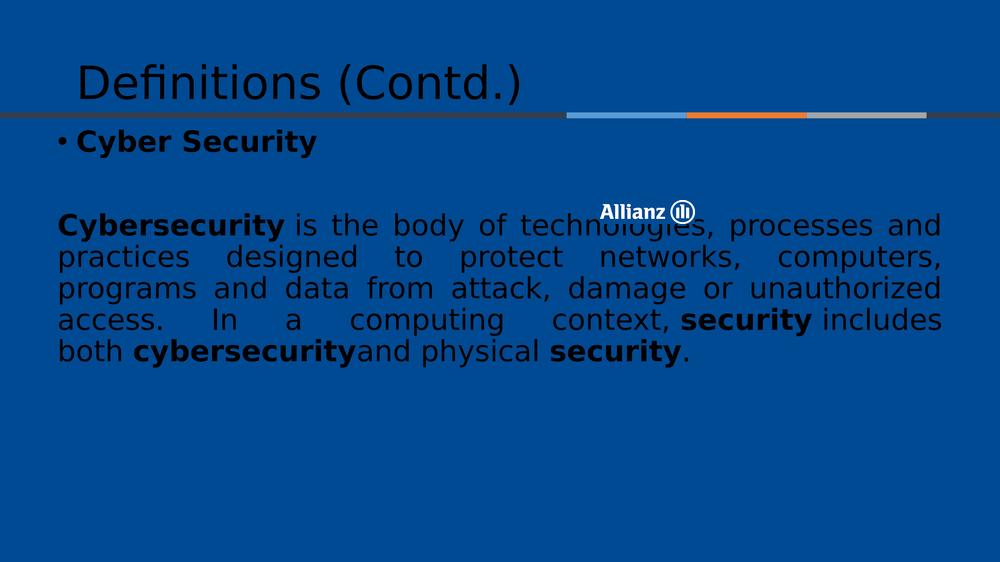 Definitions (Contd.)
• Cyber Security
Allianz
Cybersecurity is the body of technologies, processes and
practices designed to protect networks, computers,
programs and data from attack, damage or unauthorized
access. In a computing context, security includes
both cybersecurityand physical security.